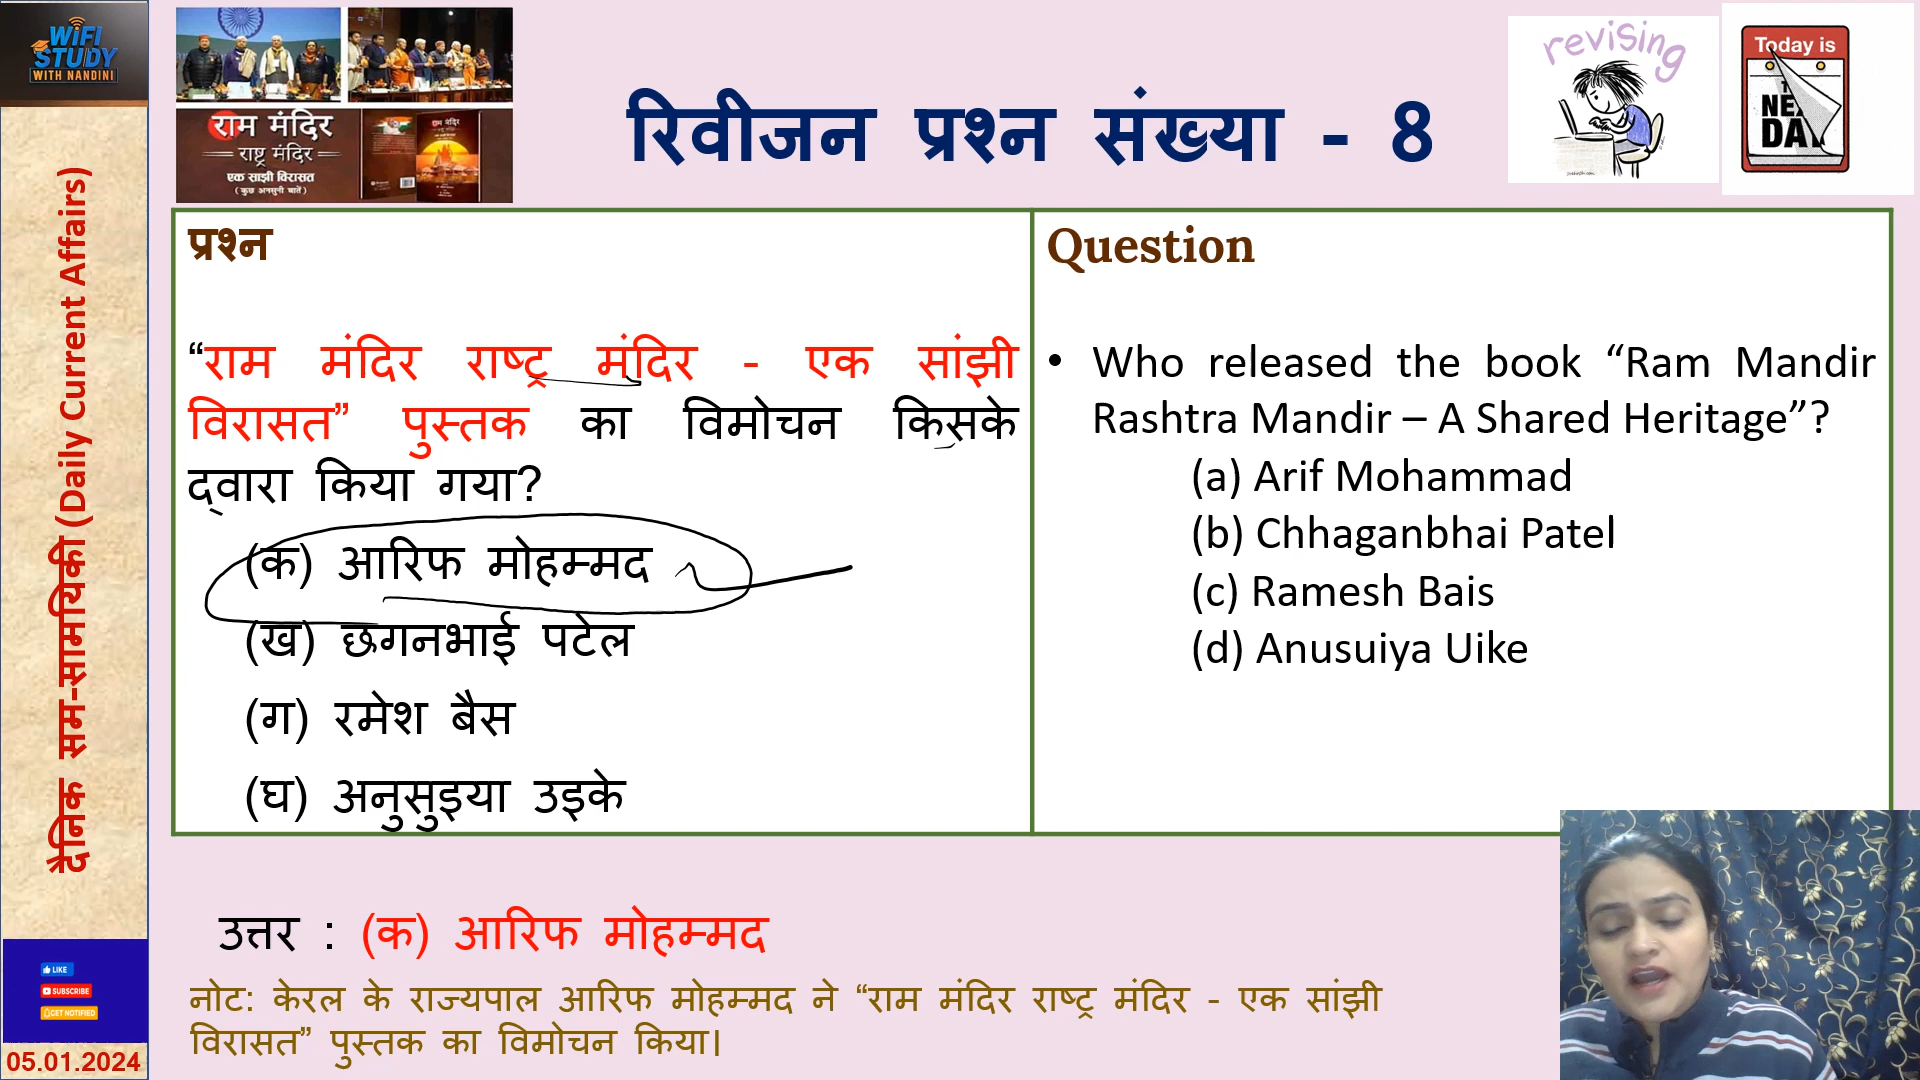 WiFi
STUDY
WITH NANDINI
दैनिक सम-सामयिकी (Daily Current Affairs)
LIKE
SUBSCRIBE
GET NOTIFIED
05.01.2024
राम मंदिर
राष्ट्र मंदिर
एक साझी विरासत
(कुछ अनसुनी बातें)
राम मंदिर
रिवीजन प्रश्न संख्या - 8
revising
Today is
NEX
DAY
प्रश्न
“राम मंदिर राष्ट्र मंदिर - एक सांझी
विरासत” पुस्तक का विमोचन किसके
द्वारा किया गया?
(क) आरिफ मोहम्मद
(ख) छगनभाई पटेल
(ग) रमेश बैस
(घ) अनुसुइया उइके
Question
• Who released the book “Ram Mandir
Rashtra Mandir – A Shared Heritage”?
(a) Arif Mohammad
(b) Chhaganbhai Patel
(c) Ramesh Bais
(d) Anusuiya Uike
उत्तर : (क) आरिफ मोहम्मद
नोट: केरल के राज्यपाल आरिफ मोहम्मद ने “राम मंदिर राष्ट्र मंदिर - एक सांझी
विरासत” पुस्तक का विमोचन किया।